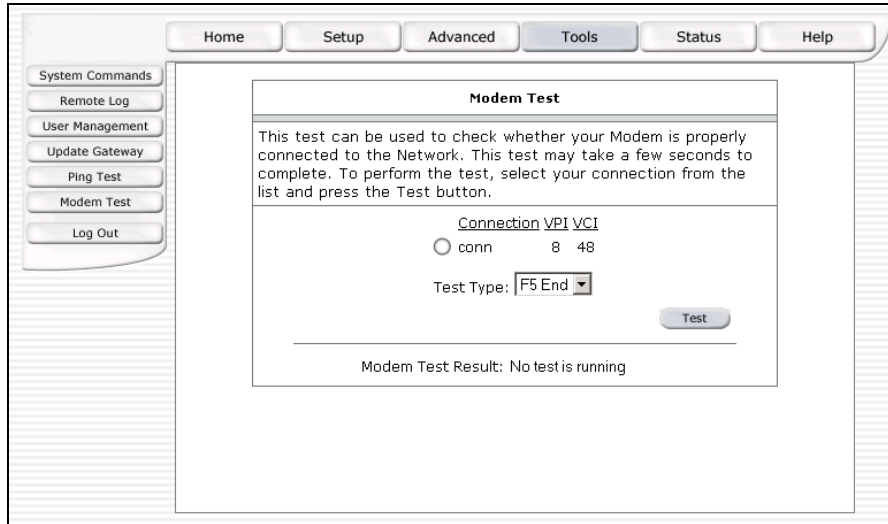 Home Setup Advanced Tools Status Help
System Commands
Remote Log
User Management
Update Gateway
Ping Test
Modem Test
Log Out
Modem Test
This test can be used to check whether your Modem is properly
connected to the Network. This test may take a few seconds to
complete. To perform the test, select your connection from the
list and press the Test button.
Connection VPI VCI
conn 8 48
Test Type: F5 End
Test
Modem Test Result: No test is running